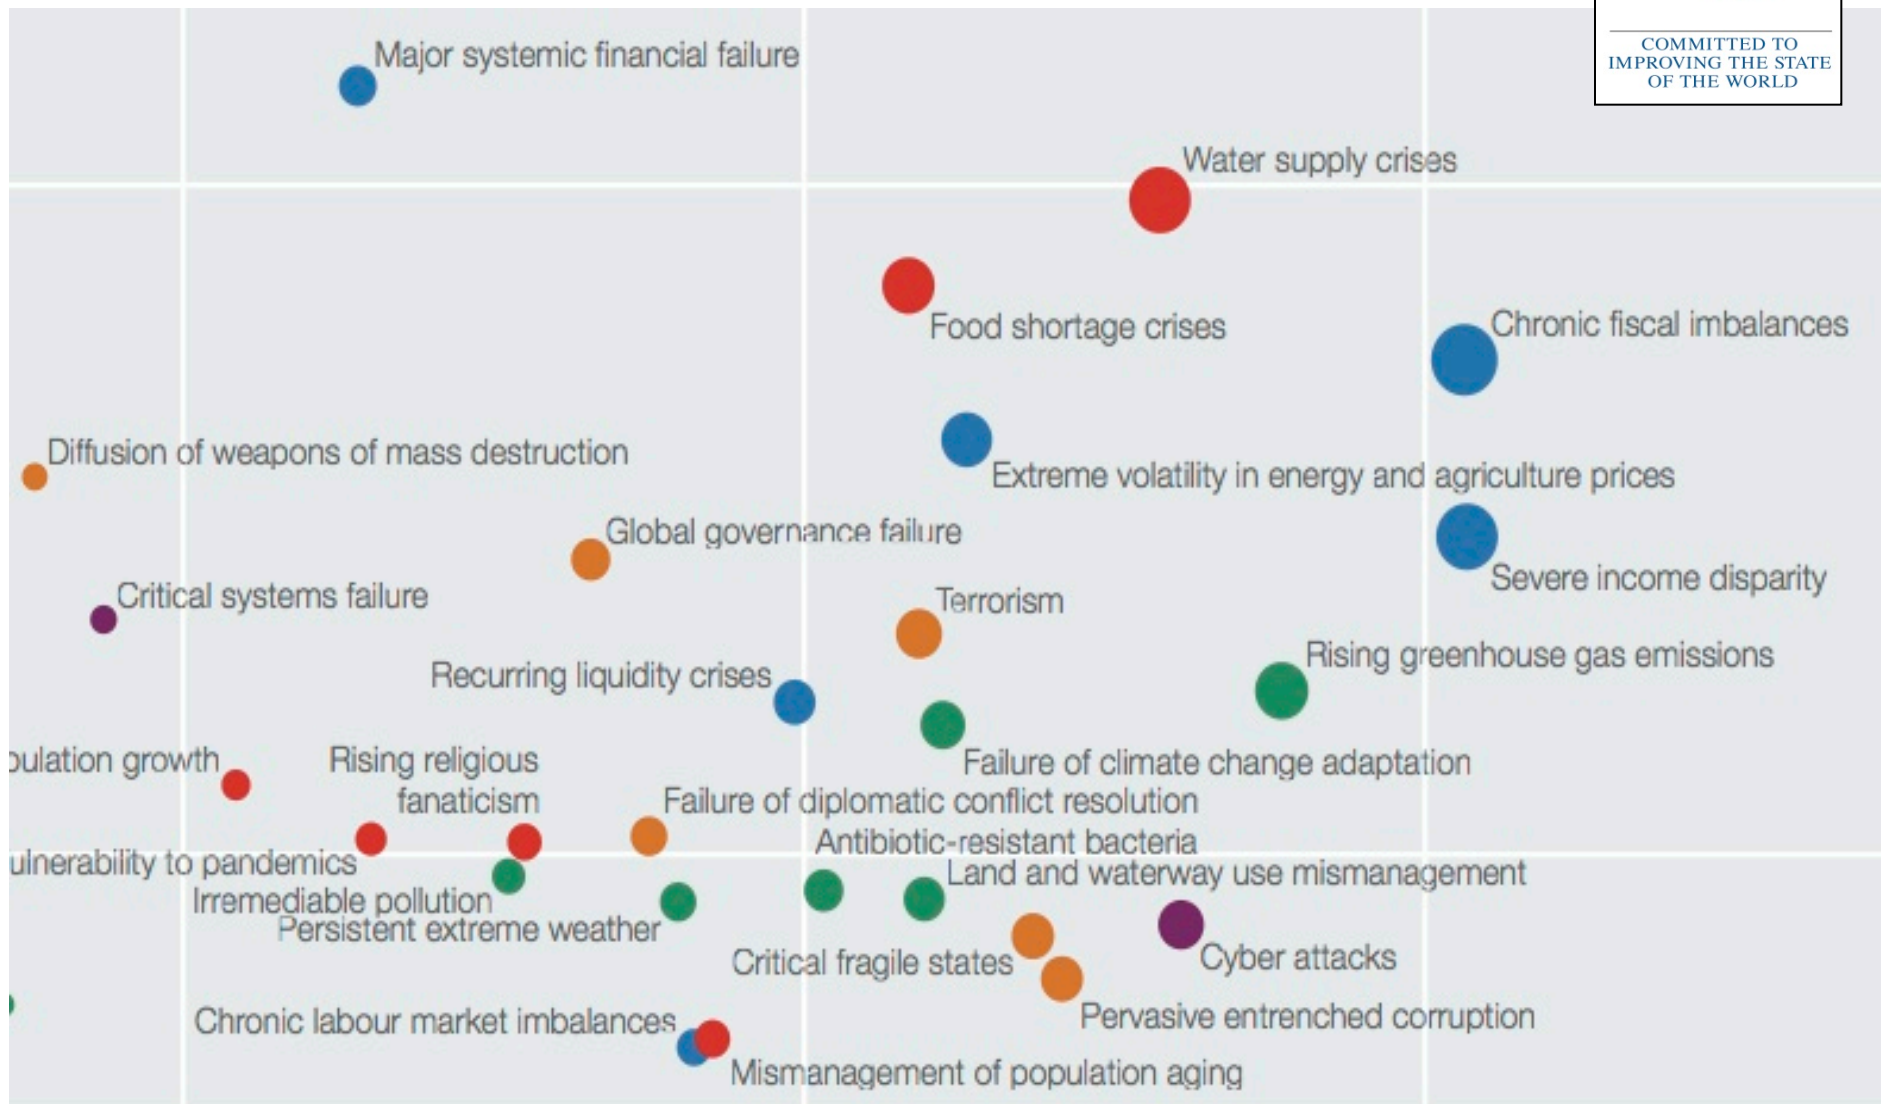 COMMITTED TO
IMPROVING THE STATE
OF THE WORLD
Major systemic financial failure
Water supply crises
Food shortage crises
Chronic fiscal imbalances
Diffusion of weapons of mass destruction
Extreme volatility in energy and agriculture prices
Global governance failure
Severe income disparity
Critical systems failure
Terrorism
Rising greenhouse gas emissions
Recurring liquidity crises
pulation growth
Rising religious
fanaticism
Failure of climate change adaptation
Failure of diplomatic conflict resolution
Antibiotic-resistant bacteria
ulnerability to pandemics
Land and waterway use mismanagement
Irremediable pollution
Persistent extreme weather
Critical fragile states
Cyber attacks
Pervasive entrenched corruption
Chronic labour market imbalances
Mismanagement of population aging